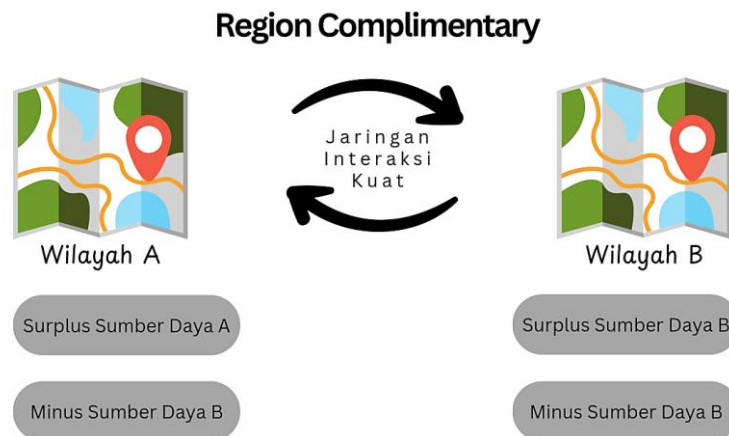 Region Complimentary
Jaringan
Interaksi
Kuat
Wilayah A
Wilayah B
Surplus Sumber Daya A
Surplus Sumber Daya B
Minus Sumber Daya B
Minus Sumber Daya B